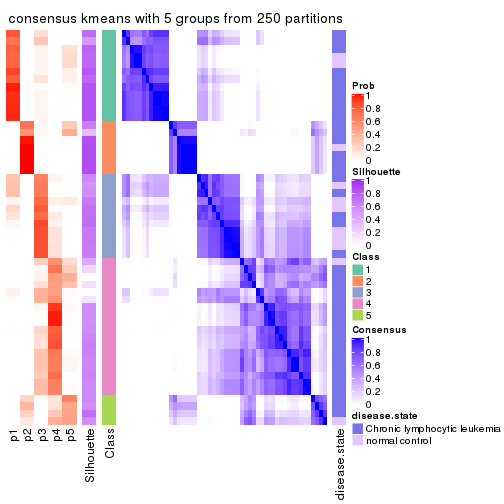 consensus kmeans with 5 groups from 250 partitions
Prob
1
0.8
0.6
0.4
0.2
0
Silhouette
1
0.8
0.6
0.4
0.2
0
Class
1
2
3
4
5
Consensus
1
0.8
0.6
0.4
0.2
0
disease.state
Chronic lymphocytic leukemia
normal control
p1
p2
p3
p4
p5
Silhouette
Class
disease.state